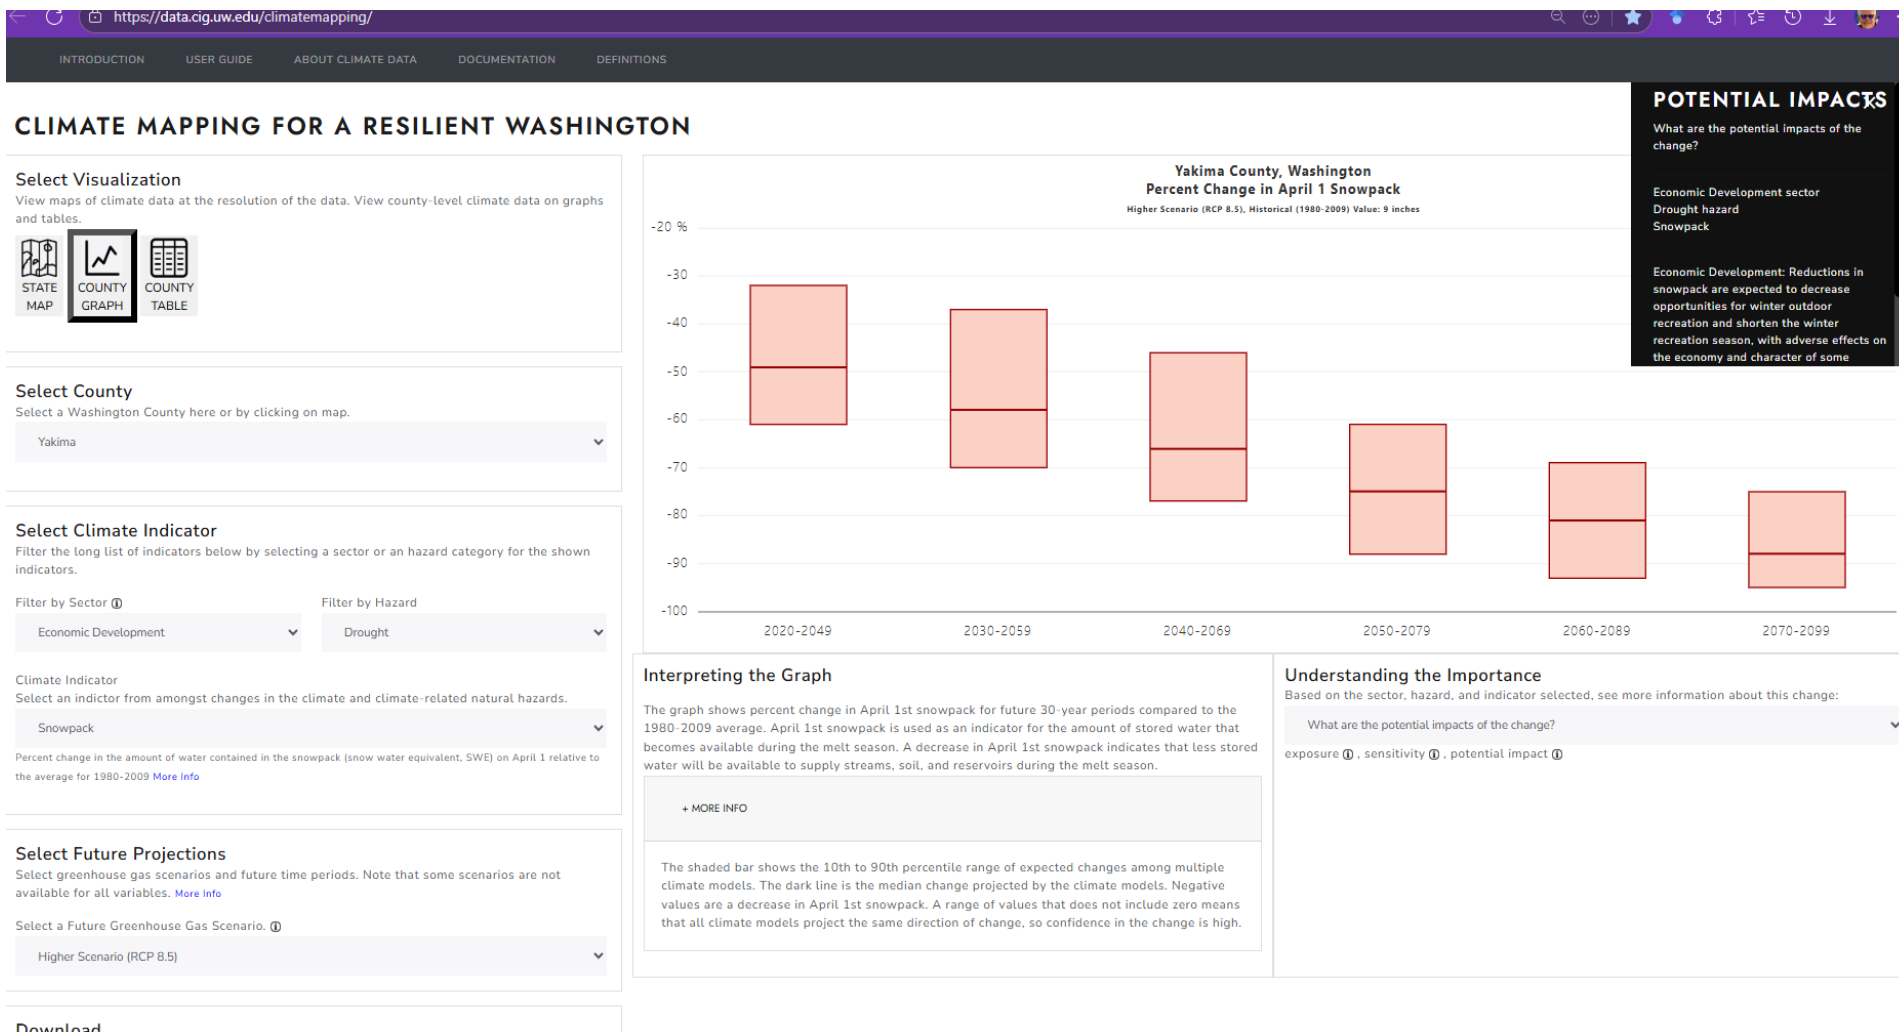 https://data.cig.uw.edu/climatemapping/
INTRODUCTION USER GUIDE ABOUT CLIMATE DATA DOCUMENTATION DEFINITIONS
CLIMATE MAPPING FOR A RESILIENT WASHINGTON
Select Visualization
View maps of climate data at the resolution of the data. View county-level climate data on graphs
and tables.
STATE
MAP
COUNTY
GRAPH
COUNTY
TABLE
Select County
Select a Washington County here or by clicking on map.
Yakima
Select Climate Indicator
Filter the long list of indicators below by selecting a sector or an hazard category for the shown
indicators.
Filter by Sector
Filter by Hazard
Economic Development
Drought
Climate Indicator
Select an indictor from amongst changes in the climate and climate-related natural hazards.
Snowpack
Percent change in the amount of water contained in the snowpack (snow water equivalent, SWE) on April 1 relative to
the average for 1980-2009 More Info
Select Future Projections
Select greenhouse gas scenarios and future time periods. Note that some scenarios are not
available for all variables. More Info
Select a Future Greenhouse Gas Scenario.
Higher Scenario (RCP 8.5)
Download
Yakima County, Washington
Percent Change in April 1 Snowpack
Higher Scenario (RCP 8.5), Historical (1980-2009) Value: 9 inches
-20 %
-30
-40
-50
-60
-70
-80
-90
-100
2020-2049 2030-2059 2040-2069 2050-2079 2060-2089 2070-2099
POTENTIAL IMPACTS
X
What are the potential impacts of the
change?
Economic Development sector
Drought hazard
Snowpack
Economic Development: Reductions in
snowpack are expected to decrease
opportunities for winter outdoor
recreation and shorten the winter
recreation season, with adverse effects on
the economy and character of some
Interpreting the Graph
The graph shows percent change in April 1st snowpack for future 30-year periods compared to the
1980-2009 average. April 1st snowpack is used as an indicator for the amount of stored water that
becomes available during the melt season. A decrease in April 1st snowpack indicates that less stored
water will be available to supply streams, soil, and reservoirs during the melt season.
+ MORE INFO
The shaded bar shows the 10th to 90th percentile range of expected changes among multiple
climate models. The dark line is the median change projected by the climate models. Negative
values are a decrease in April 1st snowpack. A range of values that does not include zero means
that all climate models project the same direction of change, so confidence in the change is high.
Understanding the Importance
Based on the sector, hazard, and indicator selected, see more information about this change:
What are the potential impacts of the change?
exposure , sensitivity , potential impact